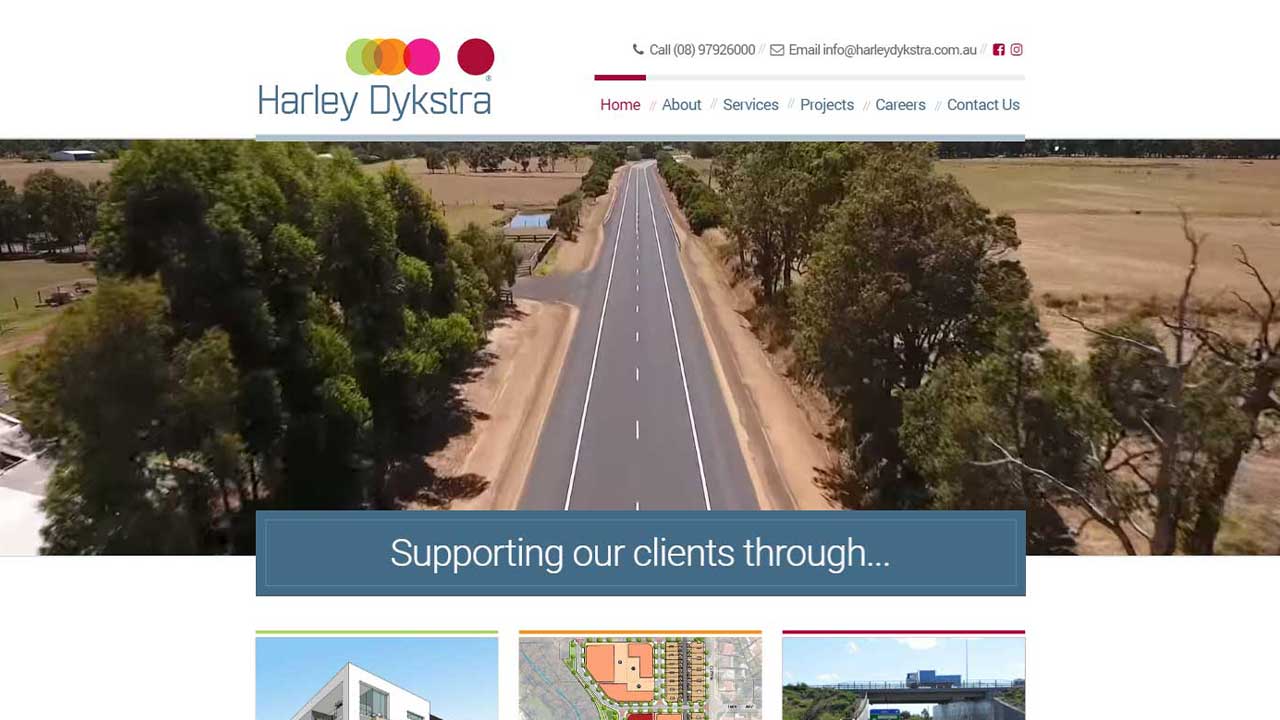 Call (08) 97926000 // Email info@harleydykstra.com.au //
Harley Dykstra®
Home // About // Services // Projects // Careers // Contact Us
Supporting our clients through...